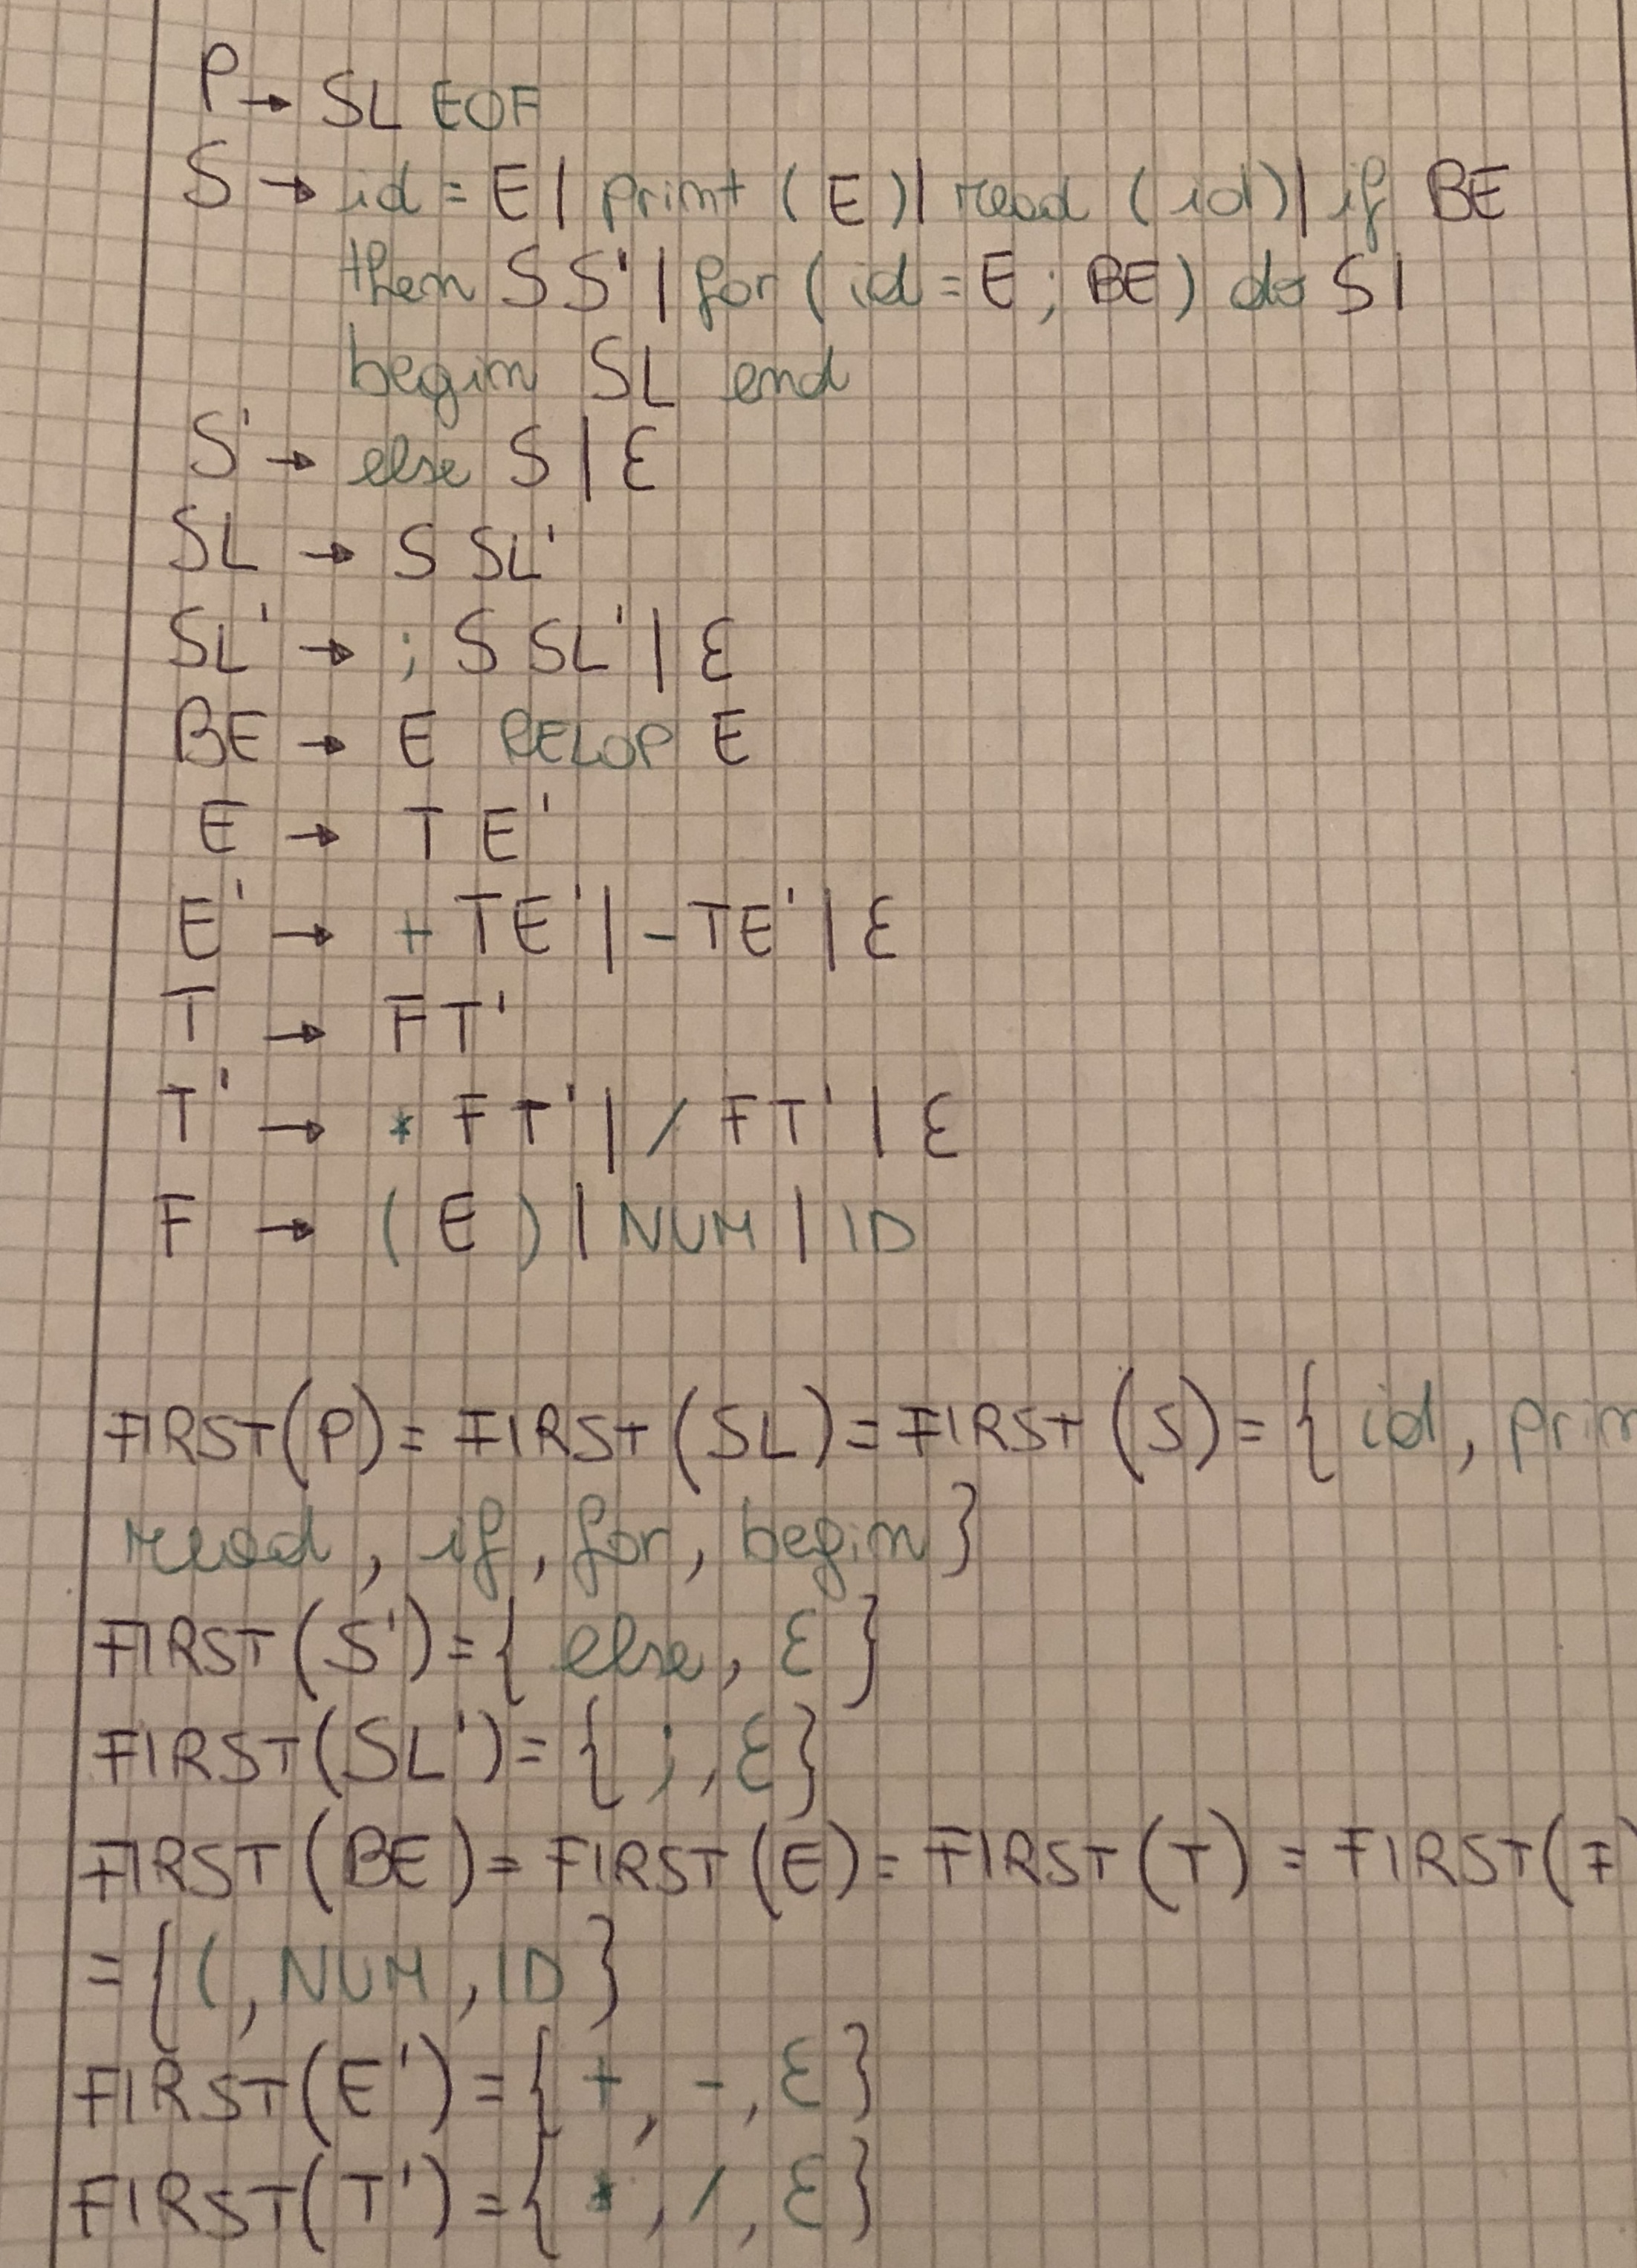 P → SL EOF
S → id = E | print (E) | read (id) | if BE
then S S' | for (id = E ; BE) do S |
begin SL end
S' → else S | ε
SL → S SL'
SL' → ; S SL' | ε
BE → E RELOP E
E → T E'
E' → + TE' | - TE' | ε
T → FT'
T' → * F T' | / F T' | ε
F → ( E ) | NUM | ID
FIRST(P) = FIRST(SL) = FIRST(S) = { id, prin
read, if, for, begin }
FIRST(S') = { else, ε }
FIRST(SL') = { ; , ε }
FIRST(BE) = FIRST(E) = FIRST(T) = FIRST(F)
= { (, NUM, ID }
FIRST(E') = { +, -, ε }
FIRST(T') = { *, /, ε }